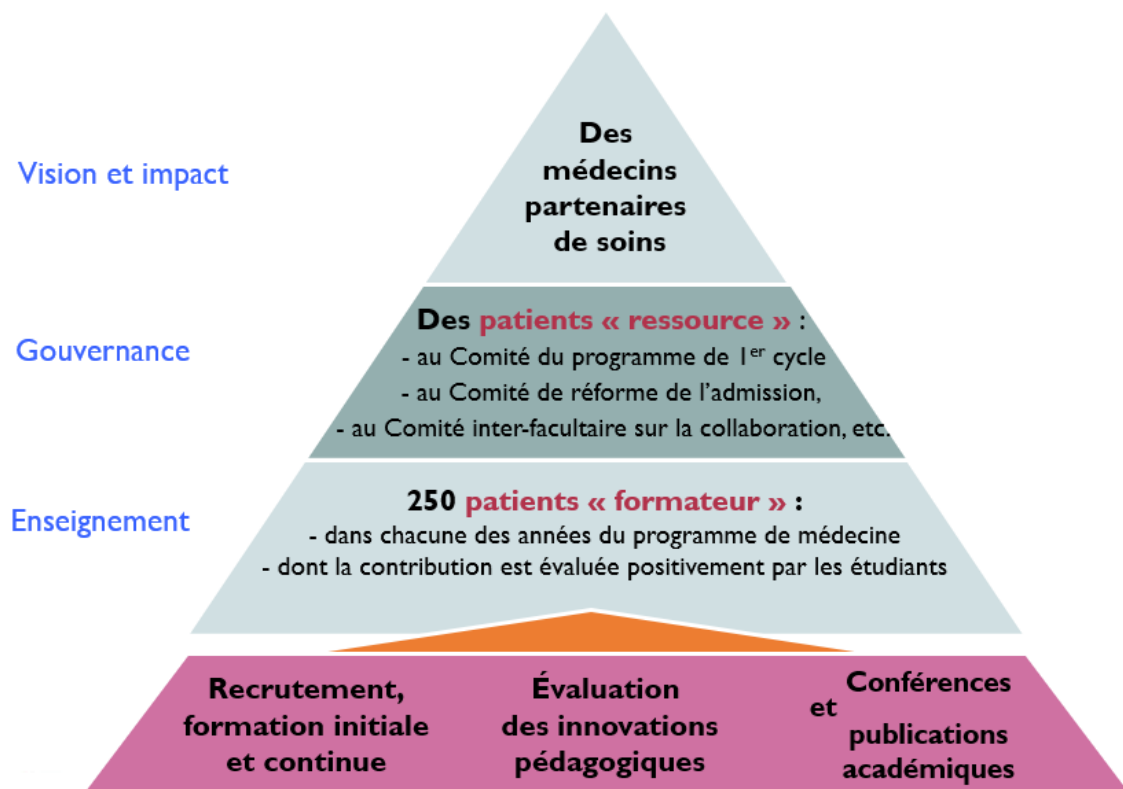 Vision et impact
Des
médecins
partenaires
de soins
Gouvernance
Des patients « ressource » :
- au Comité du programme de 1er cycle
- au Comité de réforme de l’admission,
- au Comité inter-facultaire sur la collaboration, etc.
Enseignement
250 patients « formateur » :
- dans chacune des années du programme de médecine
- dont la contribution est évaluée positivement par les étudiants
Recrutement,
formation initiale
et continue
Évaluation
des innovations
pédagogiques
Conférences
et
publications
académiques